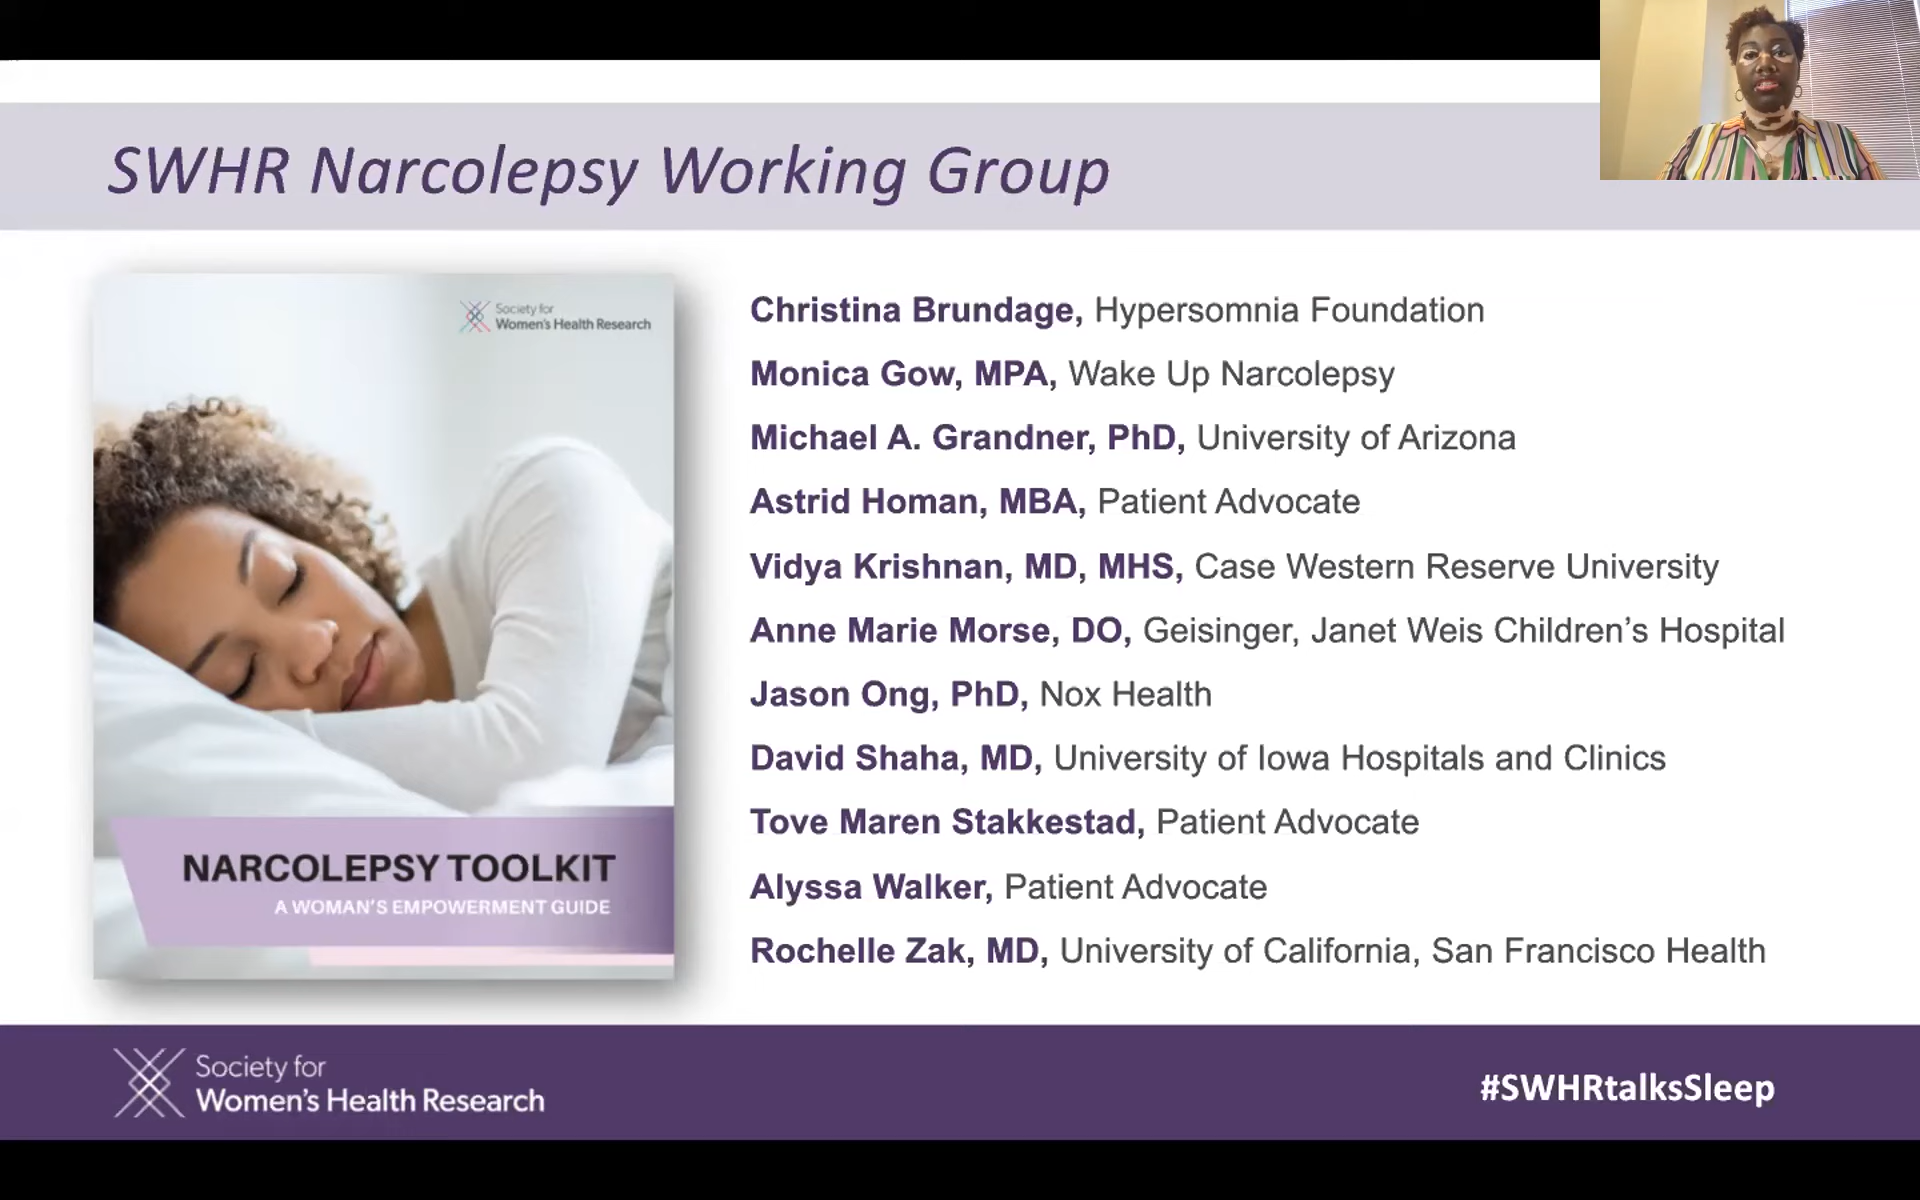 SWHR Narcolepsy Working Group
Society for
Women's Health Research
NARCOLEPSY TOOLKIT
A WOMAN'S EMPOWERMENT GUIDE
Christina Brundage, Hypersomnia Foundation
Monica Gow, MPA, Wake Up Narcolepsy
Michael A. Grandner, PhD, University of Arizona
Astrid Homan, MBA, Patient Advocate
Vidya Krishnan, MD, MHS, Case Western Reserve University
Anne Marie Morse, DO, Geisinger, Janet Weis Children’s Hospital
Jason Ong, PhD, Nox Health
David Shaha, MD, University of Iowa Hospitals and Clinics
Tove Maren Stakkestad, Patient Advocate
Alyssa Walker, Patient Advocate
Rochelle Zak, MD, University of California, San Francisco Health
Society for
Women's Health Research
#SWHRtalksSleep